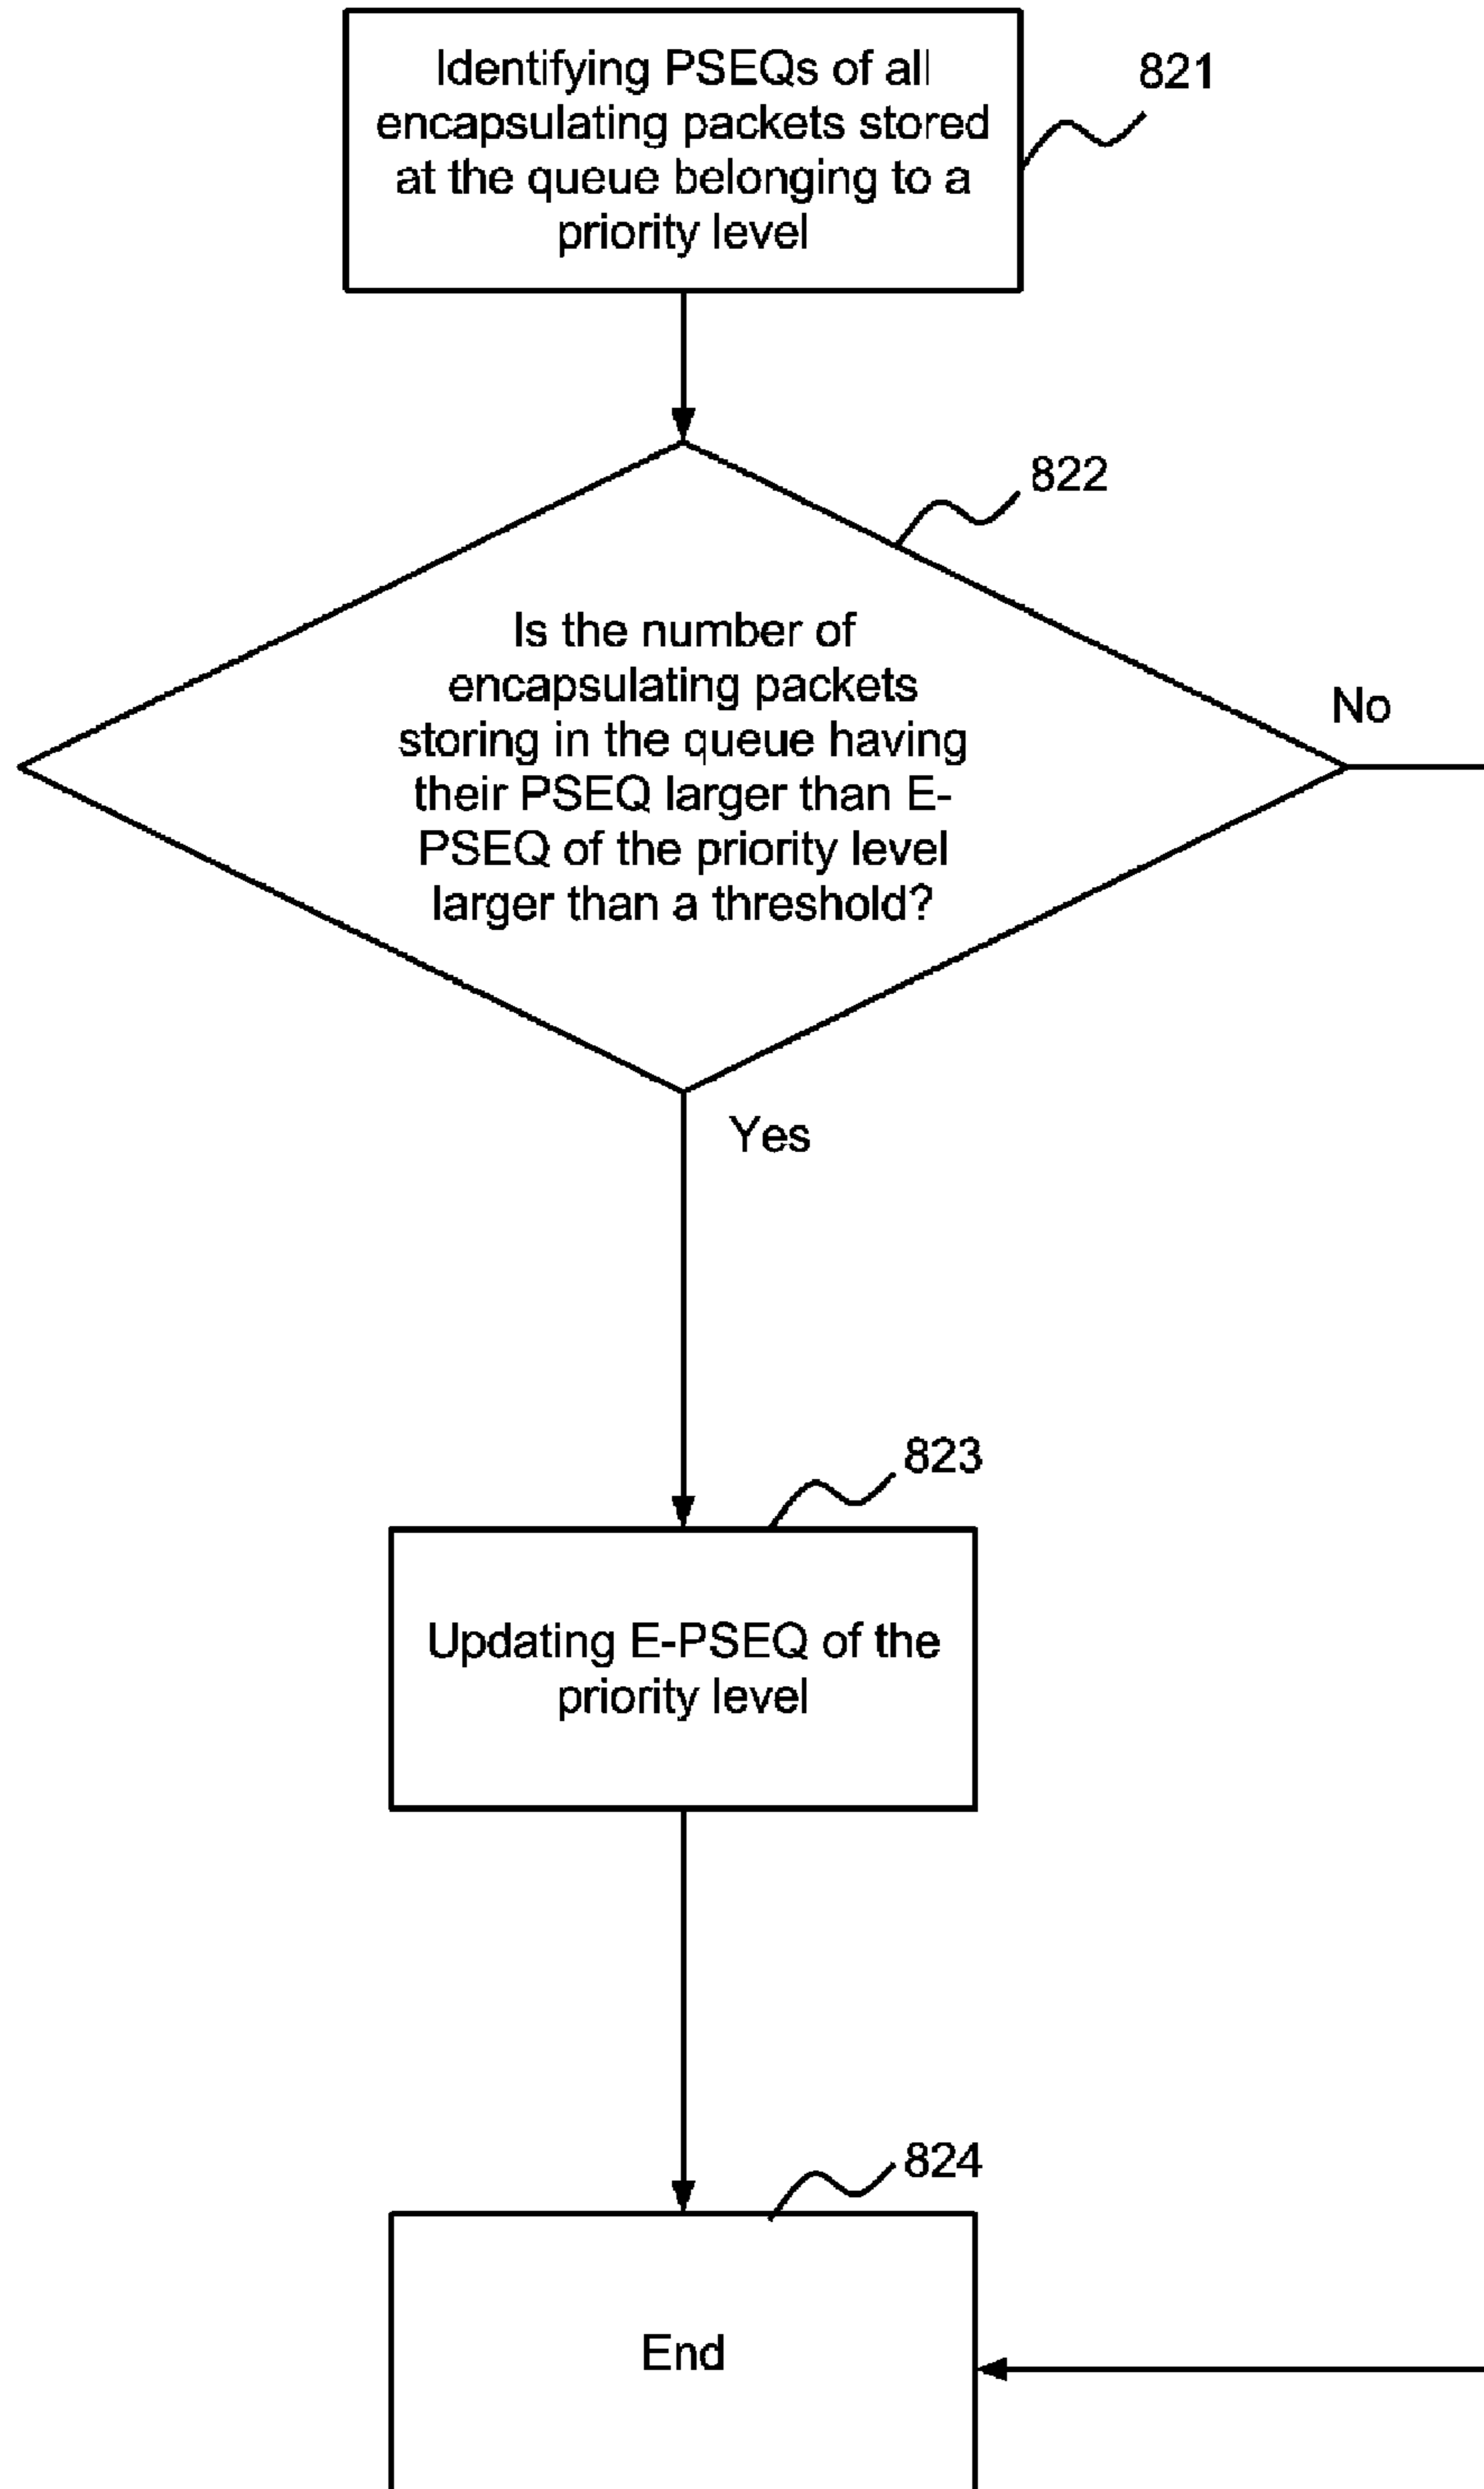 Identifying PSEQs of all
encapsulating packets stored
at the queue belonging to a
priority level
821
822
Is the number of
encapsulating packets
storing in the queue having
their PSEQ larger than E-
PSEQ of the priority level
larger than a threshold?
No
Yes
823
Updating E-PSEQ of the
priority level
824
End